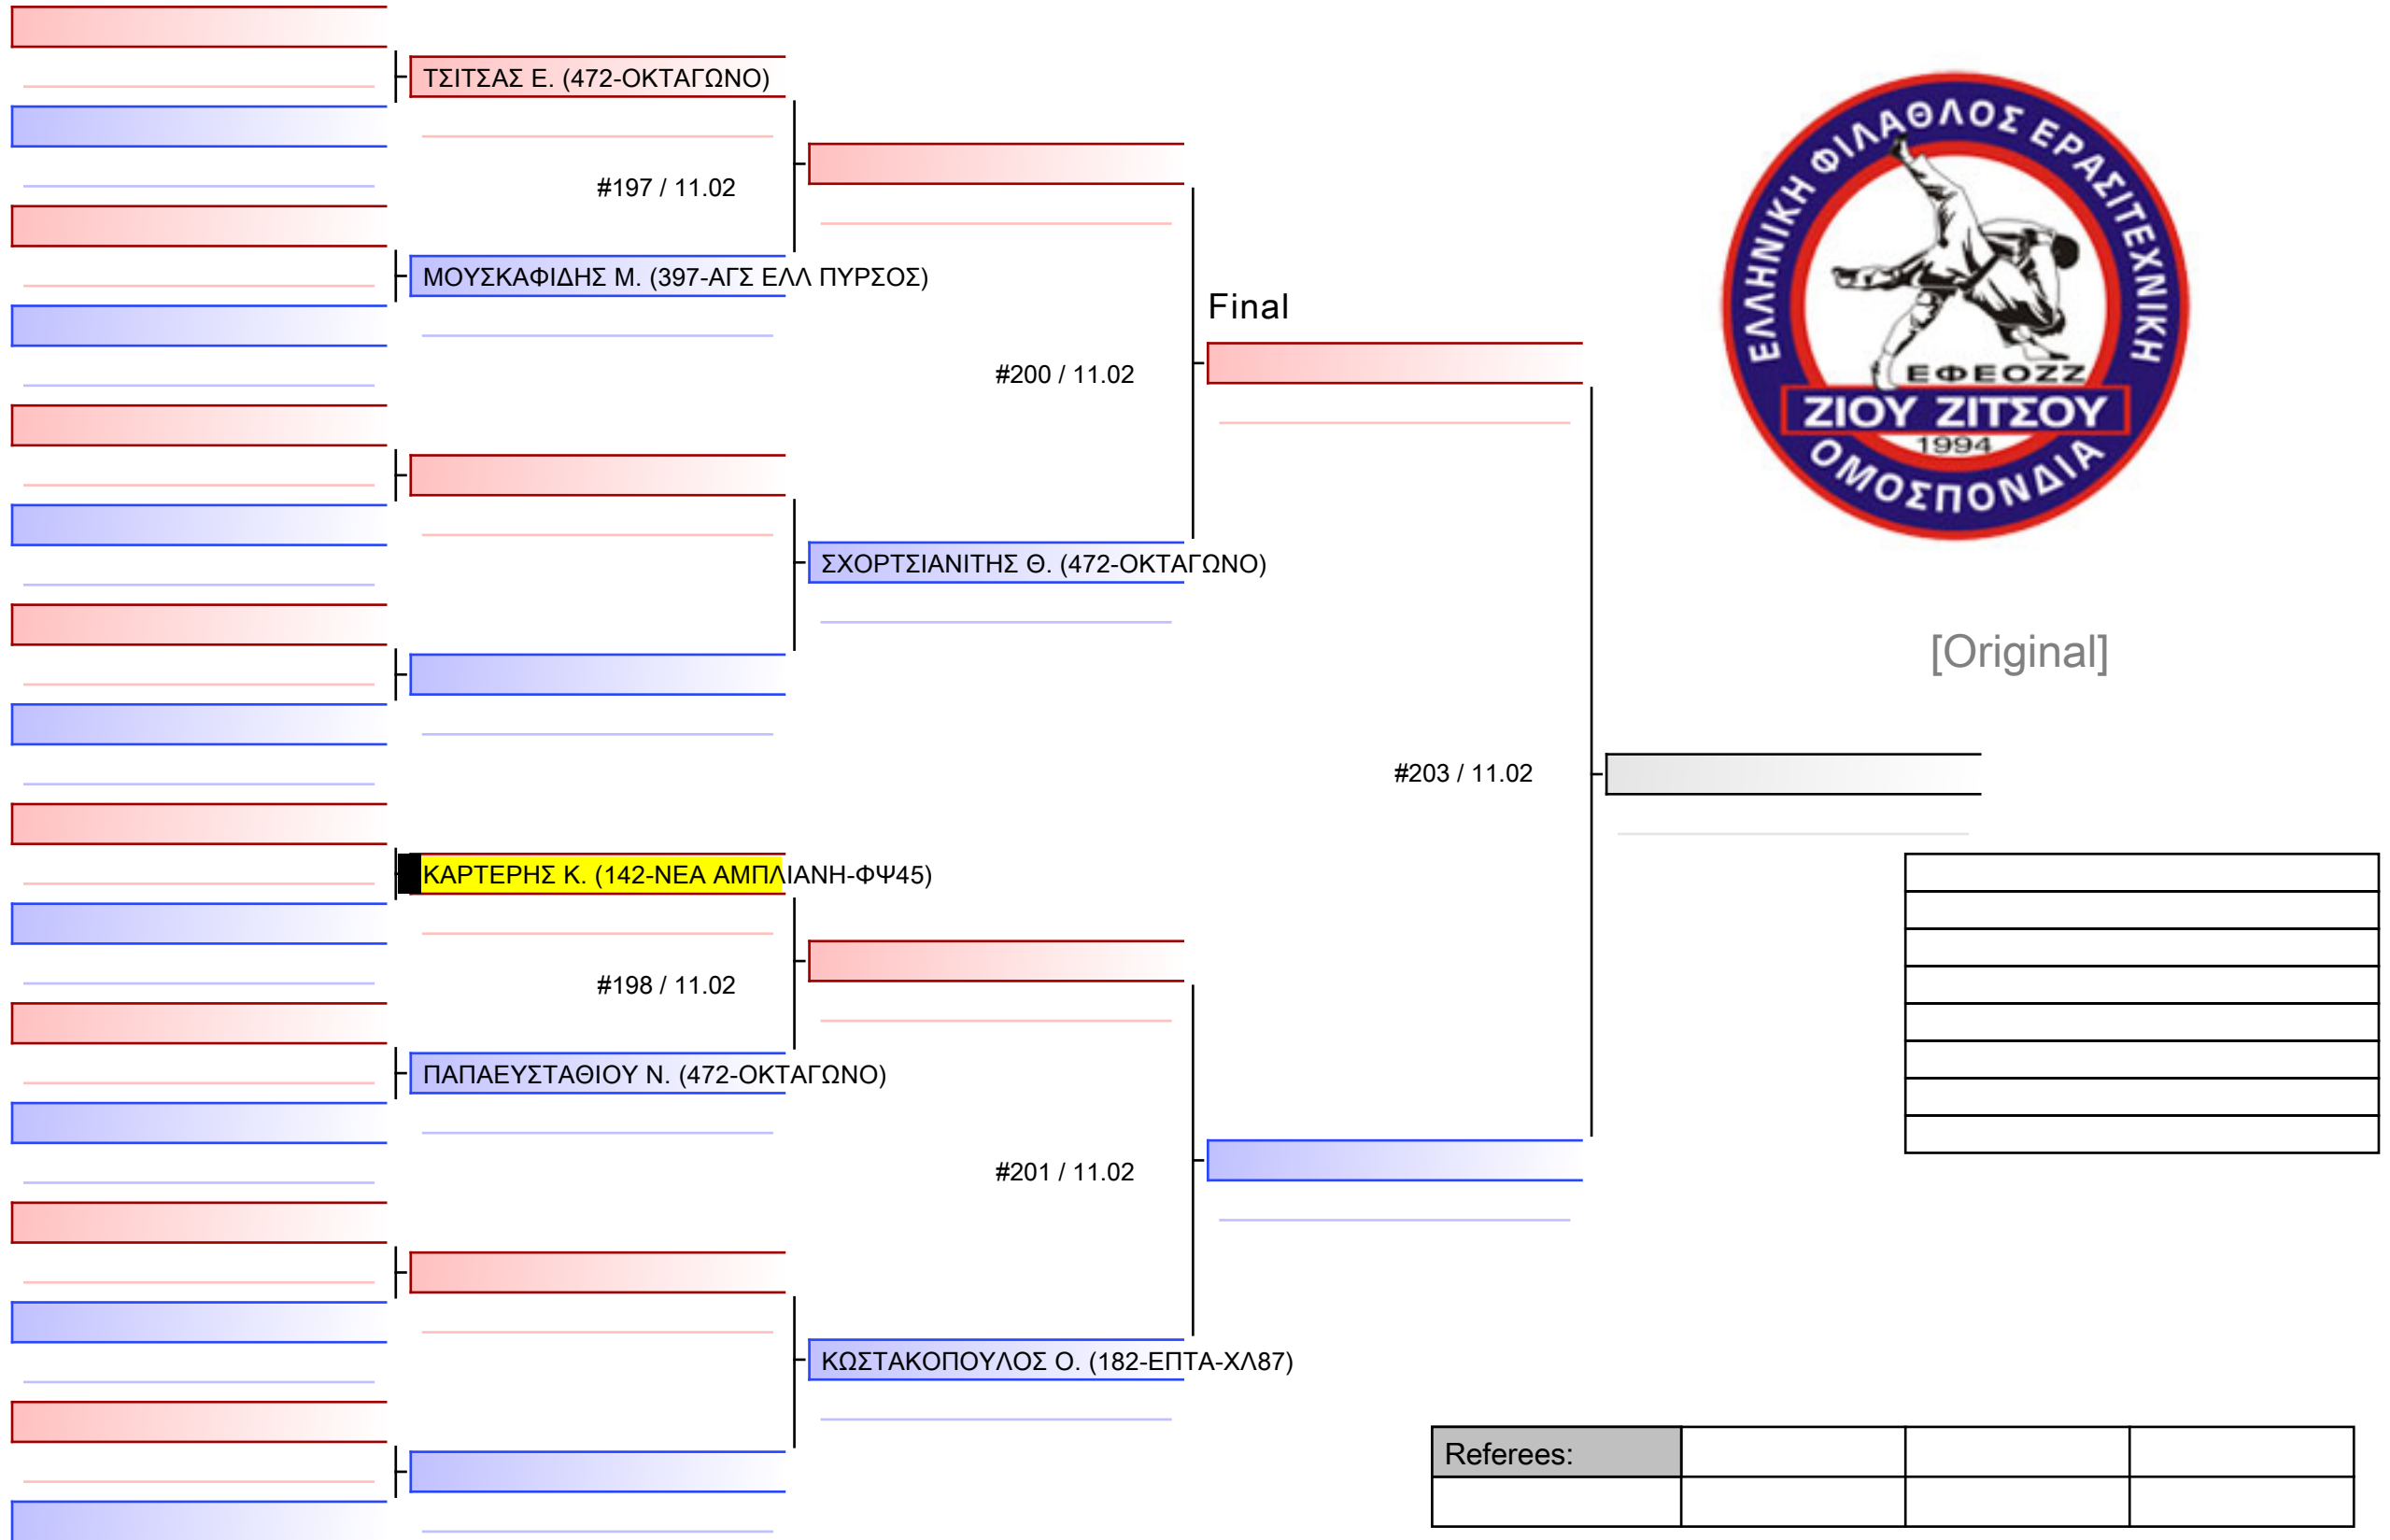 ΤΣΙΤΣΑΣ Ε. (472-ΟΚΤΑΓΩΝΟ)
#197 / 11.02
ΜΟΥΣΚΑΦΙΔΗΣ Μ. (397-ΑΓΣ ΕΛΛ ΠΥΡΣΟΣ)
Final
#200 / 11.02
ΣΧΟΡΤΣΙΑΝΙΤΗΣ Θ. (472-ΟΚΤΑΓΩΝΟ)
ΕΛΛΗΝΙΚΗ ΦΙΛΑΘΛΟΣ ΕΡΑΣΙΤΕΧΝΙΚΗ
ΕΦΕΟΖΖ
ΖΙΟΥ ΖΙΤΣΟΥ
1994
ΟΜΟΣΠΟΝΔΙΑ
[Original]
#203 / 11.02
ΚΑΡΤΕΡΗΣ Κ. (142-ΝΕΑ ΑΜΠΛΙΑΝΗ-ΦΨ45)
#198 / 11.02
ΠΑΠΑΕΥΣΤΑΘΙΟΥ Ν. (472-ΟΚΤΑΓΩΝΟ)
#201 / 11.02
ΚΩΣΤΑΚΟΠΟΥΛΟΣ Ο. (182-ΕΠΤΑ-ΧΛ87)
Referees: